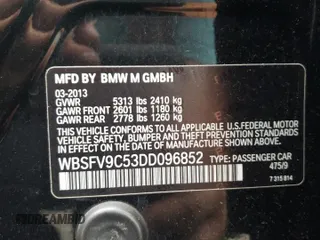 MFD BY BMW M GMBH
03-2013
GVWR 5313 lbs 2410 kg
GAWR FRONT 2601 lbs 1180 kg
GAWR REAR 2778 lbs 1260 kg
THIS VEHICLE CONFORMS TO ALL APPLICABLE U.S. FEDERAL MOTOR
VEHICLE SAFETY, BUMPER AND THEFT PREVENTION STANDARDS
IN EFFECT ON THE DATE OF MANUFACTURE SHOWN ABOVE.
WBSFV9C53DD096852 TYPE: PASSENGER CAR
475/9
7 315 814
IDREAMBID